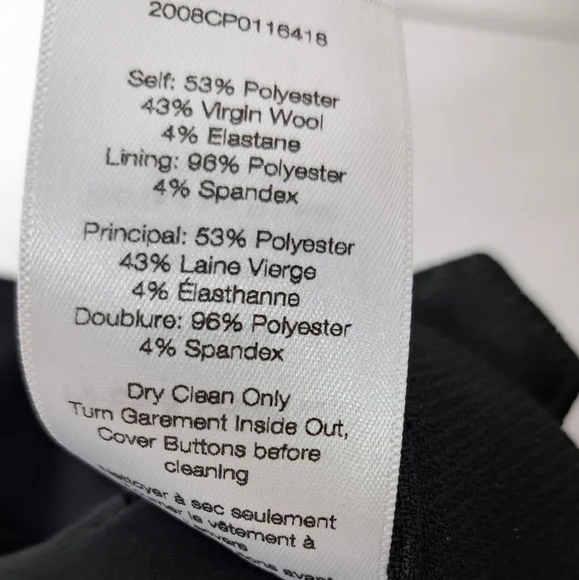 2008CP0116418
Self: 53% Polyester
43% Virgin Wool
4% Elastane
Lining: 96% Polyester
4% Spandex
Principal: 53% Polyester
43% Laine Vierge
4% Élasthanne
Doublure: 96% Polyester
4% Spandex
Dry Clean Only
Turn Garement Inside Out,
Cover Buttons before
cleaning
Nettoyer à sec seulement
le vêtement à
avant